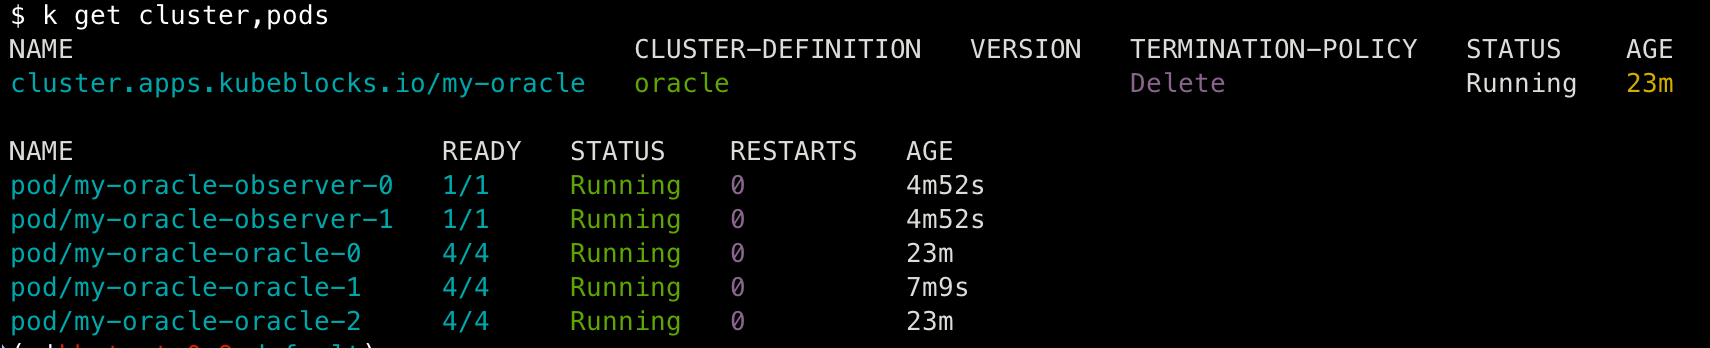 $ k get cluster,pods
NAME CLUSTER-DEFINITION VERSION TERMINATION-POLICY STATUS AGE
cluster.apps.kubeblocks.io/my-oracle oracle Delete Running 23m
NAME READY STATUS RESTARTS AGE
pod/my-oracle-observer-0 1/1 Running 0 4m52s
pod/my-oracle-observer-1 1/1 Running 0 4m52s
pod/my-oracle-oracle-0 4/4 Running 0 23m
pod/my-oracle-oracle-1 4/4 Running 0 7m9s
pod/my-oracle-oracle-2 4/4 Running 0 23m